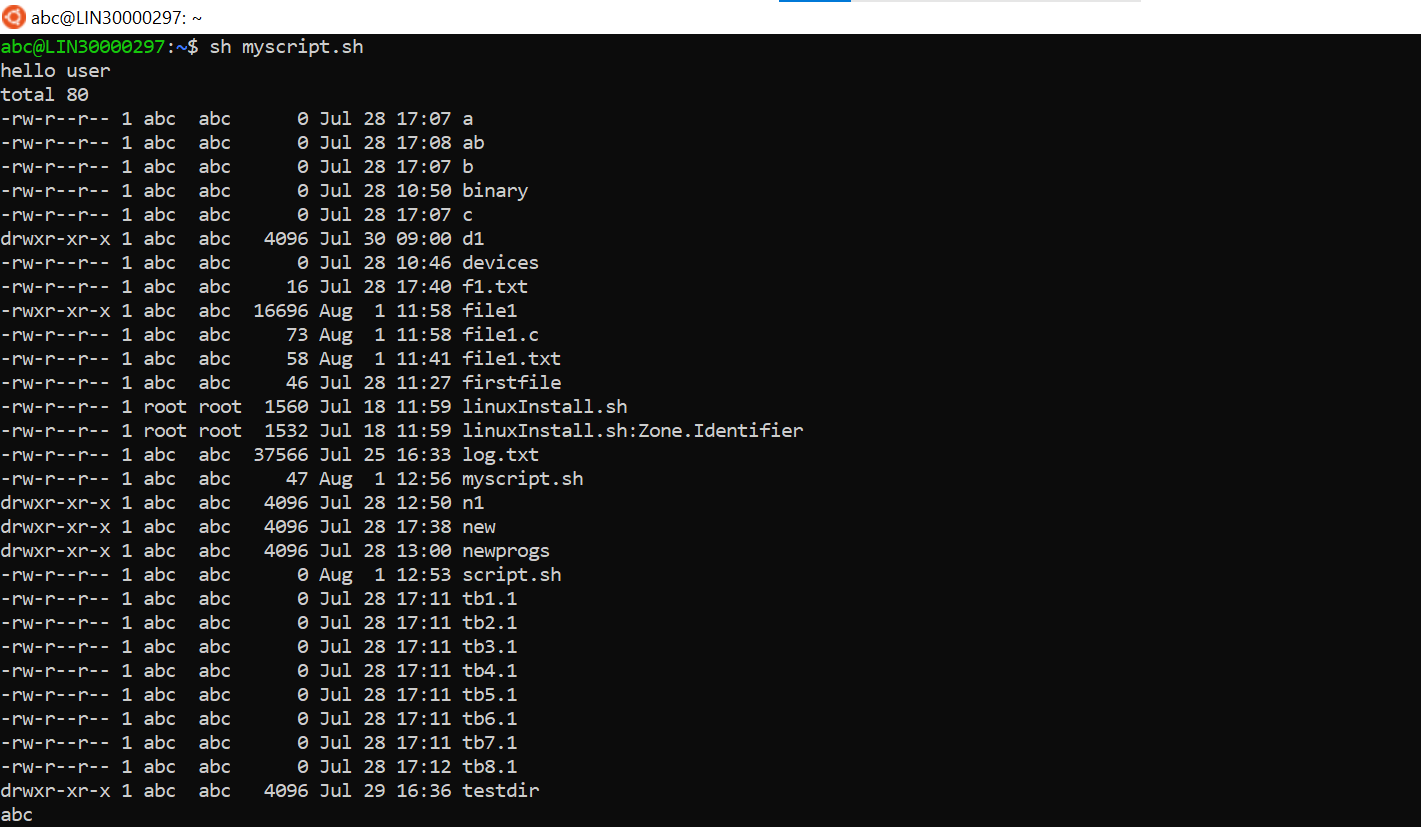 abc@LIN30000297: ~
abc@LIN30000297:~$ sh myscript.sh
hello user
total 80
-rw-r--r-- 1 abc  abc      0 Jul 28 17:07 a
-rw-r--r-- 1 abc  abc      0 Jul 28 17:08 ab
-rw-r--r-- 1 abc  abc      0 Jul 28 17:07 b
-rw-r--r-- 1 abc  abc      0 Jul 28 10:50 binary
-rw-r--r-- 1 abc  abc      0 Jul 28 17:07 c
drwxr-xr-x 1 abc  abc   4096 Jul 30 09:00 d1
-rw-r--r-- 1 abc  abc      0 Jul 28 10:46 devices
-rw-r--r-- 1 abc  abc     16 Jul 28 17:40 f1.txt
-rwxr-xr-x 1 abc  abc  16696 Aug  1 11:58 file1
-rw-r--r-- 1 abc  abc     73 Aug  1 11:58 file1.c
-rw-r--r-- 1 abc  abc     58 Aug  1 11:41 file1.txt
-rw-r--r-- 1 abc  abc     46 Jul 28 11:27 firstfile
-rw-r--r-- 1 root root  1560 Jul 18 11:59 linuxInstall.sh
-rw-r--r-- 1 root root  1532 Jul 18 11:59 linuxInstall.sh:Zone.Identifier
-rw-r--r-- 1 abc  abc  37566 Jul 25 16:33 log.txt
-rw-r--r-- 1 abc  abc     47 Aug  1 12:56 myscript.sh
drwxr-xr-x 1 abc  abc   4096 Jul 28 12:50 n1
drwxr-xr-x 1 abc  abc   4096 Jul 28 17:38 new
drwxr-xr-x 1 abc  abc   4096 Jul 28 13:00 newprogs
-rw-r--r-- 1 abc  abc      0 Aug  1 12:53 script.sh
-rw-r--r-- 1 abc  abc      0 Jul 28 17:11 tb1.1
-rw-r--r-- 1 abc  abc      0 Jul 28 17:11 tb2.1
-rw-r--r-- 1 abc  abc      0 Jul 28 17:11 tb3.1
-rw-r--r-- 1 abc  abc      0 Jul 28 17:11 tb4.1
-rw-r--r-- 1 abc  abc      0 Jul 28 17:11 tb5.1
-rw-r--r-- 1 abc  abc      0 Jul 28 17:11 tb6.1
-rw-r--r-- 1 abc  abc      0 Jul 28 17:11 tb7.1
-rw-r--r-- 1 abc  abc      0 Jul 28 17:12 tb8.1
drwxr-xr-x 1 abc  abc   4096 Jul 29 16:36 testdir
abc